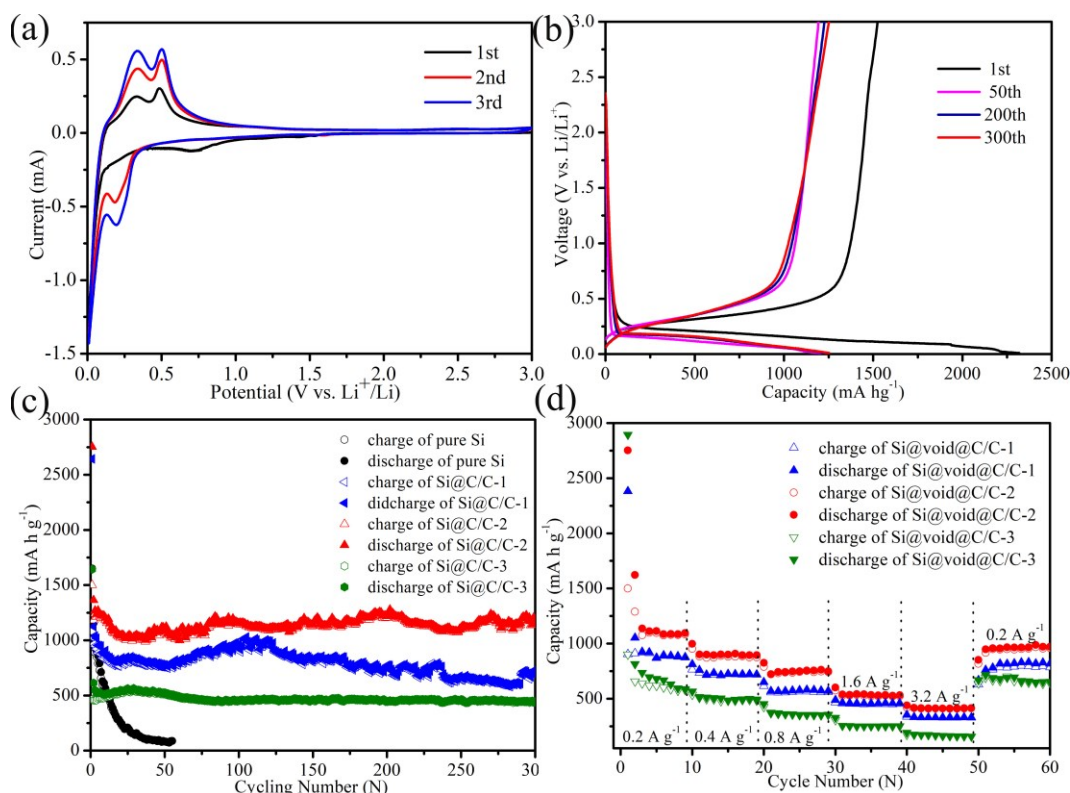 (a)
1st
2nd
3rd
0.5
0.0
-0.5
-1.0
-1.5
Current (mA)
0.0 0.5 1.0 1.5 2.0 2.5 3.0
Potential (V vs. Li⁺/Li)
(b)
1st
50th
200th
300th
3.0
2.5
2.0
1.5
1.0
0.5
0.0
Voltage (V vs. Li/Li⁺)
0 500 1000 1500 2000 2500
Capacity (mA hg⁻¹)
(c)
charge of pure Si
discharge of pure Si
charge of Si@C/C-1
didcharge of Si@C/C-1
charge of Si@C/C-2
discharge of Si@C/C-2
charge of Si@C/C-3
discharge of Si@C/C-3
3000
2500
2000
1500
1000
500
0
Capacity (mA h g⁻¹)
0 50 100 150 200 250 300
Cycling Number (N)
(d)
charge of Si@void@C/C-1
discharge of Si@void@C/C-1
charge of Si@void@C/C-2
discharge of Si@void@C/C-2
charge of Si@void@C/C-3
discharge of Si@void@C/C-3
3000
2500
2000
1500
1000
500
Capacity (mA h g⁻¹)
0.2 A g⁻¹
0.4 A g⁻¹
0.8 A g⁻¹
1.6 A g⁻¹
3.2 A g⁻¹
0.2 A g⁻¹
0 10 20 30 40 50 60
Cycle Number (N)